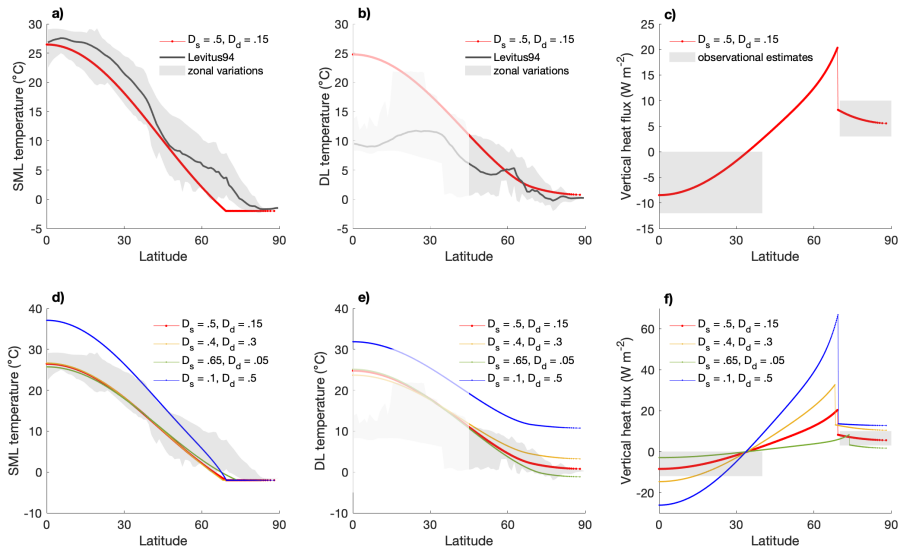 a)
SML temperature (°C)
30
25
20
15
10
5
0
-5
0
30
60
90
Latitude
Ds = .5, Dd = .15
Levitus94
zonal variations
b)
DL temperature (°C)
30
25
20
15
10
5
0
-5
0
30
60
90
Latitude
Ds = .5, Dd = .15
Levitus94
zonal variations
c)
Vertical heat flux (W m-2)
25
20
15
10
5
0
-5
-10
-15
0
30
60
90
Latitude
Ds = .5, Dd = .15
observational estimates
d)
SML temperature (°C)
40
30
20
10
0
-10
0
30
60
90
Latitude
Ds = .5, Dd = .15
Ds = .4, Dd = .3
Ds = .65, Dd = .05
Ds = .1, Dd = .5
e)
DL temperature (°C)
40
30
20
10
0
-10
0
30
60
90
Latitude
Ds = .5, Dd = .15
Ds = .4, Dd = .3
Ds = .65, Dd = .05
Ds = .1, Dd = .5
f)
Vertical heat flux (W m-2)
60
40
20
0
-20
0
30
60
90
Latitude
Ds = .5, Dd = .15
Ds = .4, Dd = .3
Ds = .65, Dd = .05
Ds = .1, Dd = .5